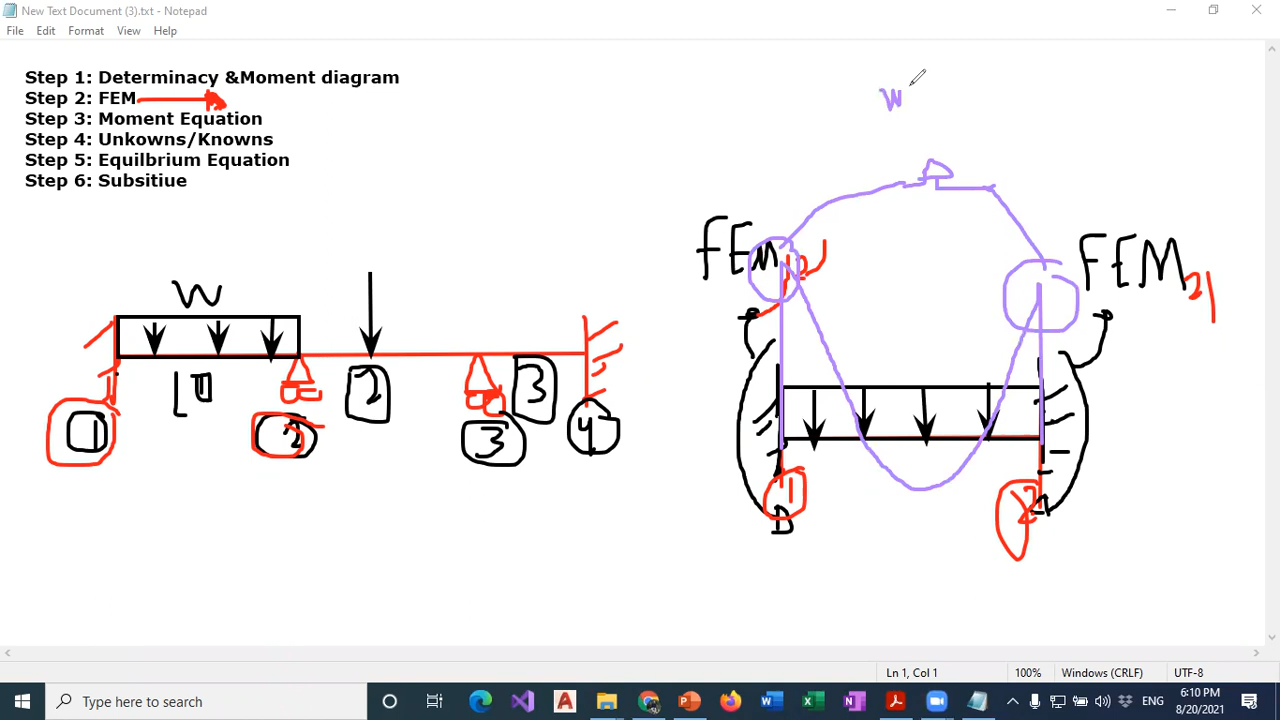 New Text Document (3).txt - Notepad
File Edit Format View Help
Step 1: Determinacy &Moment diagram
Step 2: FEM
Step 3: Moment Equation
Step 4: Unkowns/Knowns
Step 5: Equilbrium Equation
Step 6: Subsitiue
W
FEM 12
FEM 21
W
2
3
1
2
3
4
1
2
Ln 1, Col 1 100% Windows (CRLF) UTF-8
Type here to search
ENG
6:10 PM
8/20/2021